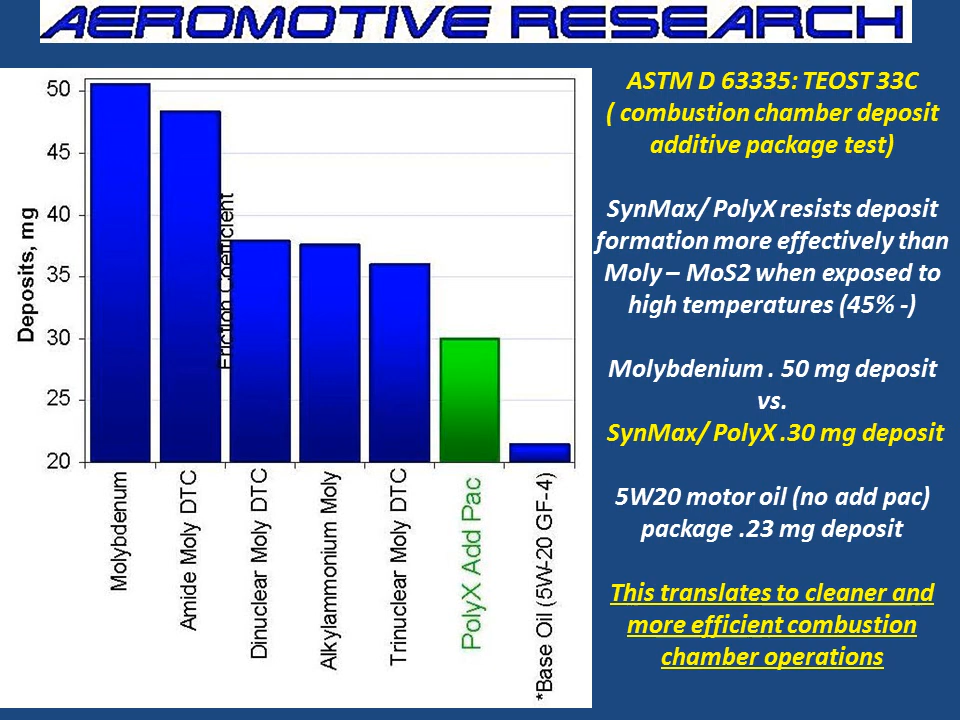 AEROMOTIVE RESEARCH
ASTM D 63335: TEOST 33C
( combustion chamber deposit
additive package test)
SynMax/ PolyX resists deposit
formation more effectively than
Moly – MoS2 when exposed to
high temperatures (45% -)
Molybdenium . 50 mg deposit
vs.
SynMax/ PolyX .30 mg deposit
5W20 motor oil (no add pac)
package .23 mg deposit
This translates to cleaner and
more efficient combustion
chamber operations
Deposits, mg
50
45
40
35
30
25
20
Friction Coefficient
Molybdenum
Amide Moly DTC
Dinuclear Moly DTC
Alkylammonium Moly
Trinuclear Moly DTC
PolyX Add Pac
*Base Oil (5W-20 GF-4)